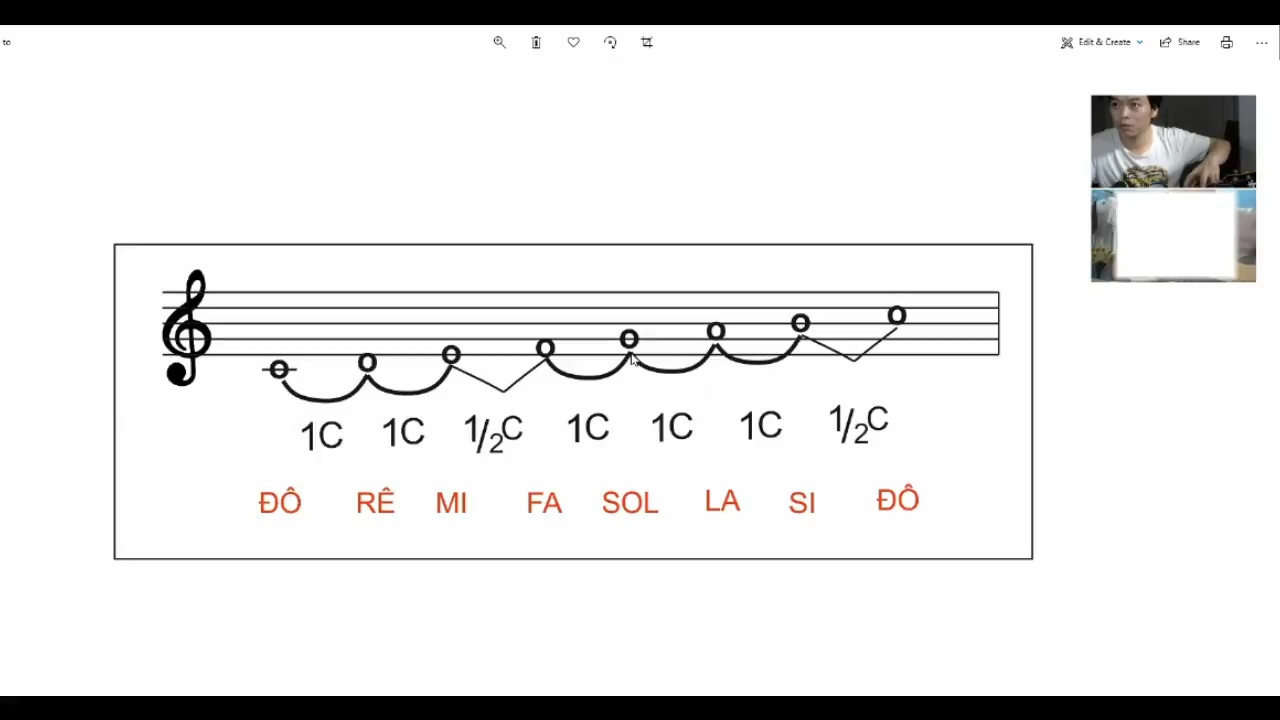 to
Edit & Create
Share
1C 1C 1/2C 1C 1C 1C 1/2C
ĐÔ RÊ MI FA SOL LA SI ĐÔ